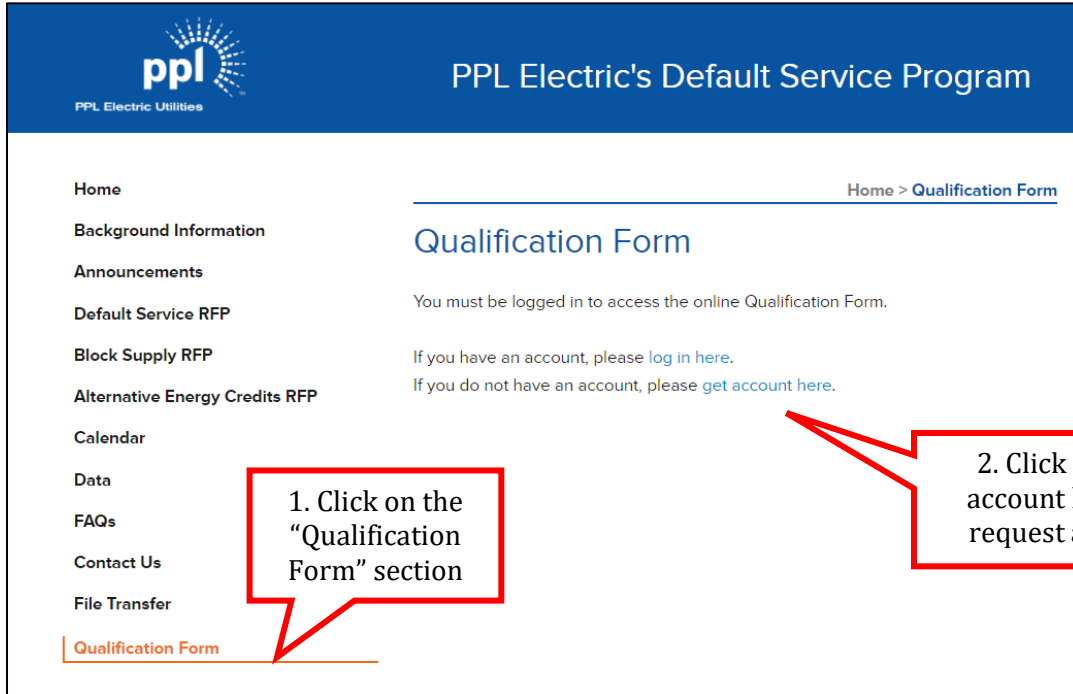 ppl
PPL Electric Utilities
PPL Electric's Default Service Program
Home
Background Information
Announcements
Default Service RFP
Block Supply RFP
Alternative Energy Credits RFP
Calendar
Data
FAQs
Contact Us
File Transfer
Qualification Form
Home > Qualification Form
Qualification Form
You must be logged in to access the online Qualification Form.
If you have an account, please log in here.
If you do not have an account, please get account here.
1. Click on the
“Qualification
Form” section
2. Click
account
request